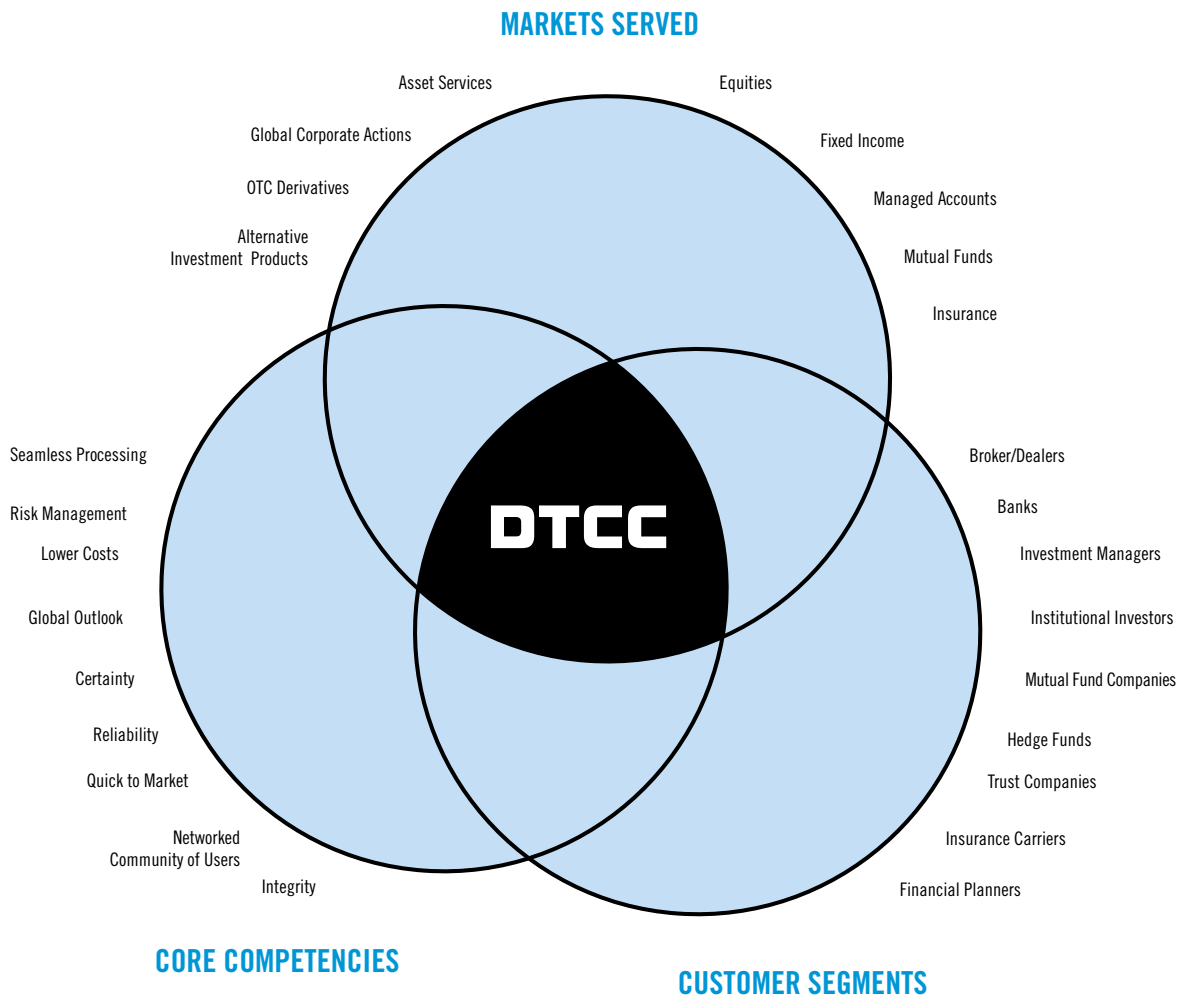 MARKETS SERVED
Asset Services
Equities
Global Corporate Actions
Fixed Income
OTC Derivatives
Managed Accounts
Alternative
Investment Products
Mutual Funds
Insurance
Seamless Processing
Broker/Dealers
Risk Management
Banks
Lower Costs
Investment Managers
DTCC
Global Outlook
Institutional Investors
Certainty
Mutual Fund Companies
Reliability
Hedge Funds
Quick to Market
Trust Companies
Networked
Community of Users
Insurance Carriers
Integrity
Financial Planners
CORE COMPETENCIES
CUSTOMER SEGMENTS